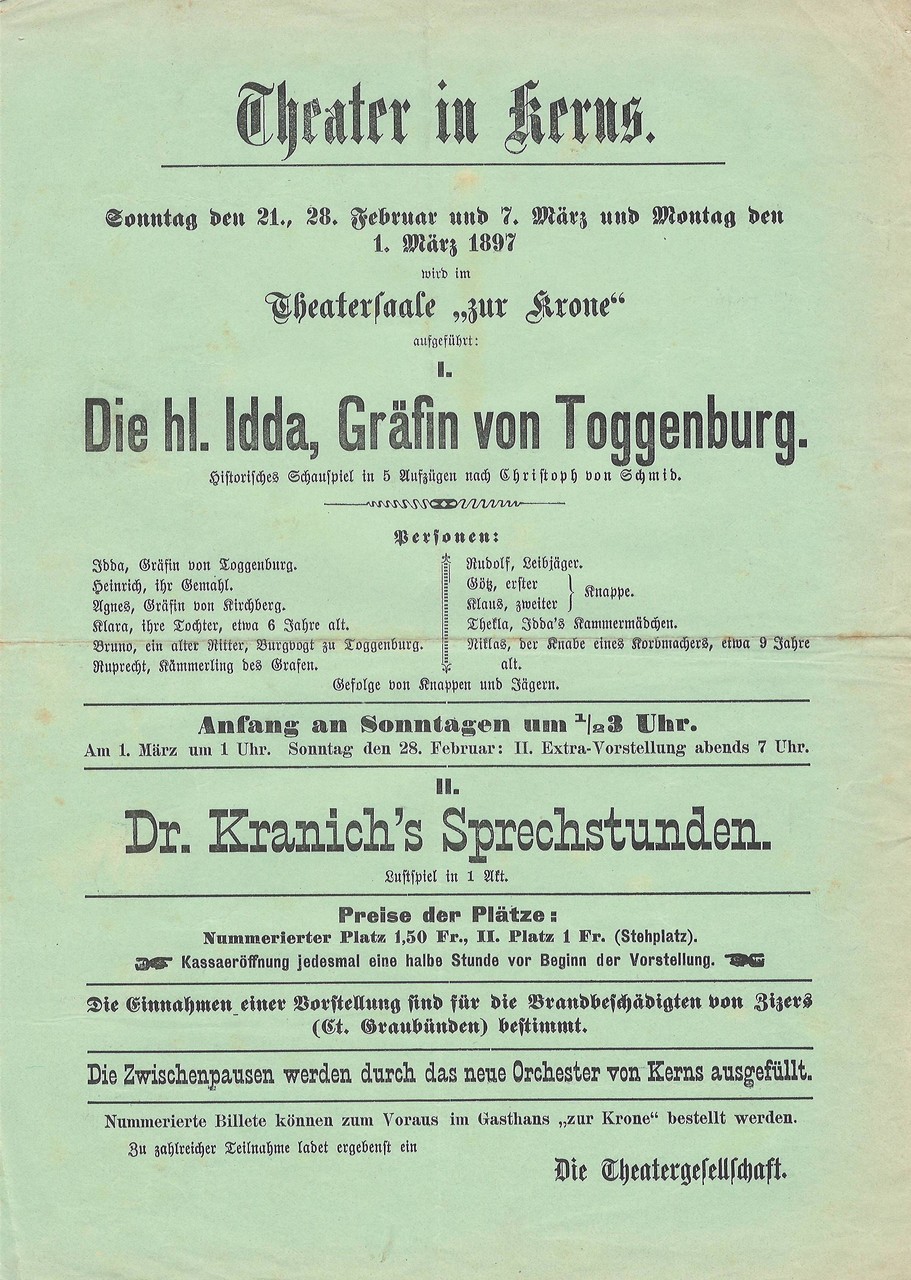 Theater in Kerns.
Sonntag den 21., 28. Februar und 7. März und Montag den
1. März 1897
wird im
Theatersaale „zur Krone“
aufgeführt:
I.
Die hl. Idda, Gräfin von Toggenburg.
Historisches Schauspiel in 5 Aufzügen nach Christoph von Schmid.
Personen:
Idda, Gräfin von Toggenburg.
Heinrich, ihr Gemahl.
Agnes, Gräfin von Kirchberg.
Klara, ihre Tochter, etwa 6 Jahre alt.
Bruno, ein alter Ritter, Burgvogt zu Toggenburg.
Ruprecht, Kämmerling des Grafen.
Rudolf, Leibjäger.
Götz, erster
Klaus, zweiter } Knappe.
Thekla, Idda's Kammermädchen.
Niklas, der Knabe eines Korbmachers, etwa 9 Jahre
alt.
Gefolge von Knappen und Jägern.
Anfang an Sonntagen um 1/23 Uhr.
Am 1. März um 1 Uhr. Sonntag den 28. Februar: II. Extra-Vorstellung abends 7 Uhr.
II.
Dr. Kranich's Sprechstunden.
Lustspiel in 1 Akt.
Preise der Plätze:
Nummerierter Platz 1,50 Fr., II. Platz 1 Fr. (Stehplatz).
Kassaeröffnung jedesmal eine halbe Stunde vor Beginn der Vorstellung.
Die Einnahmen einer Vorstellung sind für die Brandbeschädigten von Zizers
(Ct. Graubünden) bestimmt.
Die Zwischenpausen werden durch das neue Orchester von Kerns ausgefüllt.
Nummerierte Billete können zum Voraus im Gasthans „zur Krone“ bestellt werden.
Zu zahlreicher Teilnahme ladet ergebenst ein
Die Theatergesellschaft.